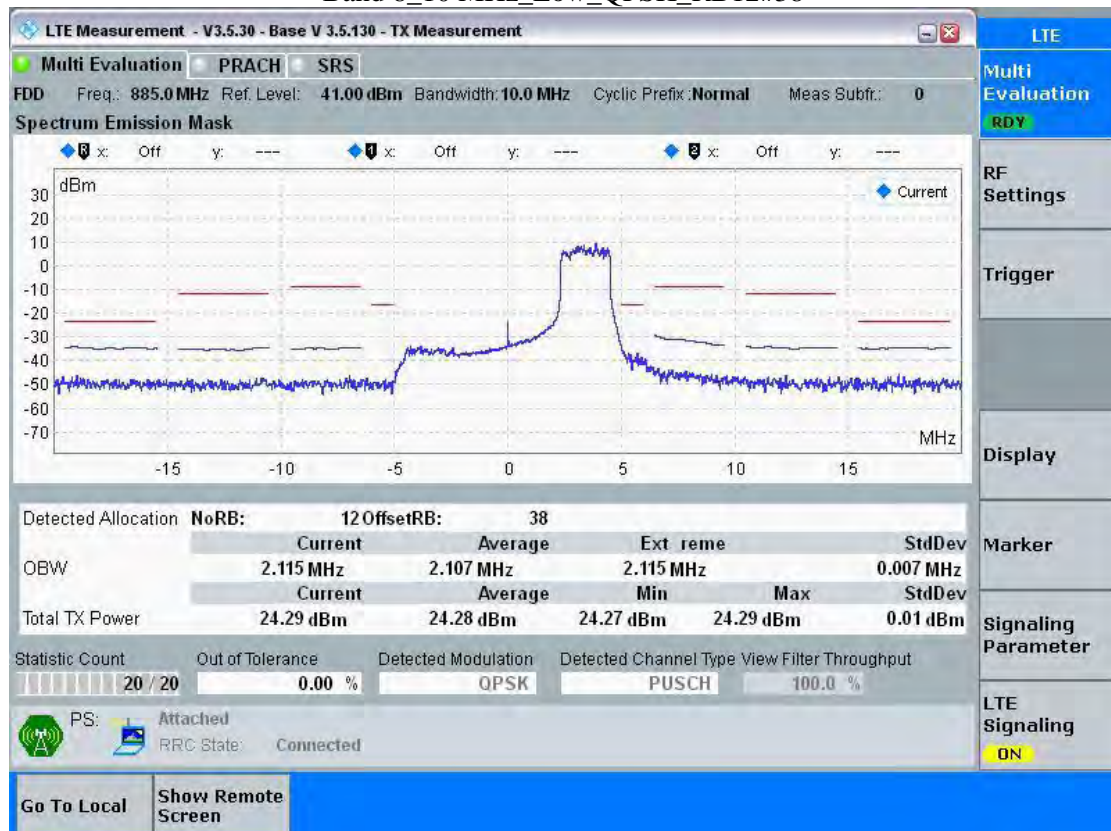 LTE Measurement - V3.5.30 - Base V 3.5.130 - TX Measurement
LTE
Multi Evaluation PRACH SRS
Multi Evaluation
RDY
FDD Freq.: 885.0 MHz Ref. Level: 41.00 dBm Bandwidth: 10.0 MHz Cyclic Prefix :Normal Meas Subfr.: 0
Spectrum Emission Mask
R x: Off y: --- 1 x: Off y: --- 2 x: Off y: ---
dBm
Current
30
20
10
0
-10
-20
-30
-40
-50
-60
-70
MHz
-15 -10 -5 0 5 10 15
RF Settings
Trigger
Display
Marker
Signaling Parameter
LTE Signaling
ON
Detected Allocation NoRB: 12 OffsetRB: 38
Current Average Ext reme StdDev
OBW 2.115 MHz 2.107 MHz 2.115 MHz 0.007 MHz
Current Average Min Max StdDev
Total TX Power 24.29 dBm 24.28 dBm 24.27 dBm 24.29 dBm 0.01 dBm
Statistic Count Out of Tolerance Detected Modulation Detected Channel Type View Filter Throughput
20 / 20 0.00 % QPSK PUSCH 100.0 %
PS: Attached
RRC State: Connected
Go To Local Show Remote Screen